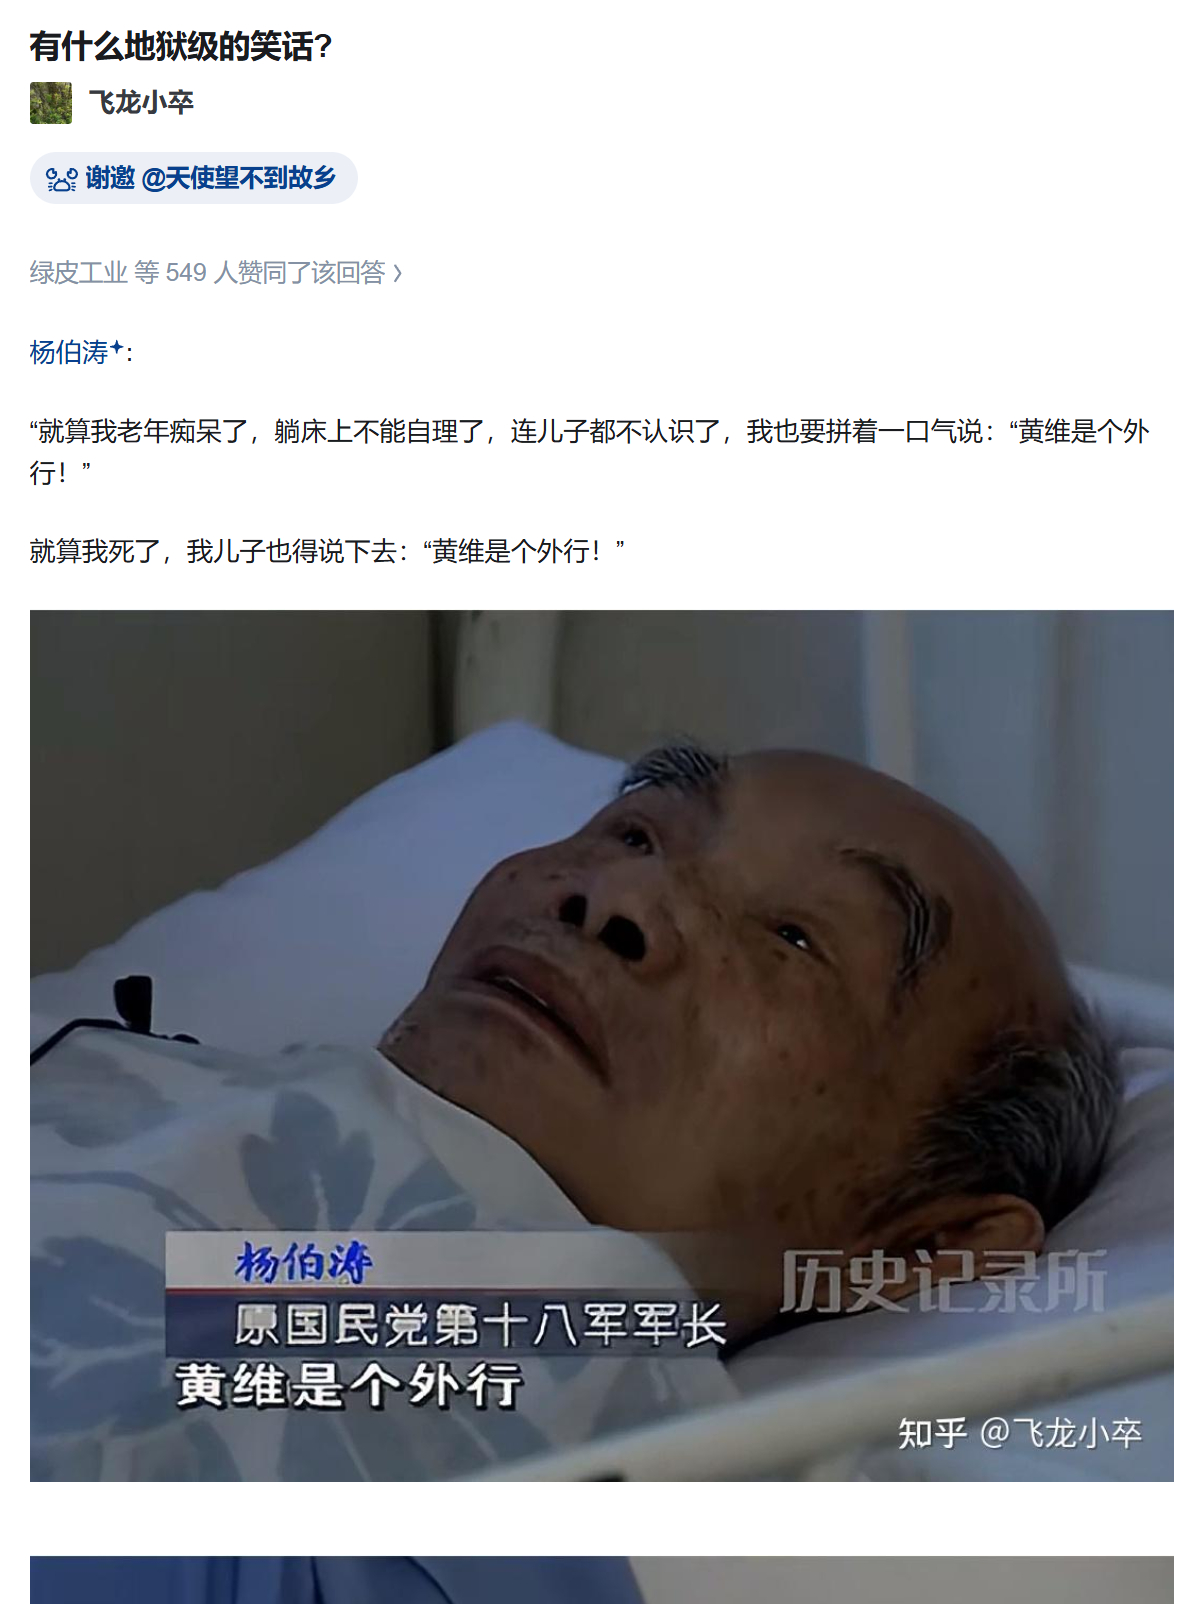 有什么地狱级的笑话?
飞龙小卒
谢邀 @天使望不到故乡
绿皮工业 等 549 人赞同了该回答 ›
杨伯涛:
“就算我老年痴呆了，躺床上不能自理了，连儿子都不认识了，我也要拼着一口气说：“黄维是个外
行！”
就算我死了，我儿子也得说下去：“黄维是个外行！”
杨伯涛
历史记录所
原国民党第十八军军长
黄维是个外行
知乎 @飞龙小卒